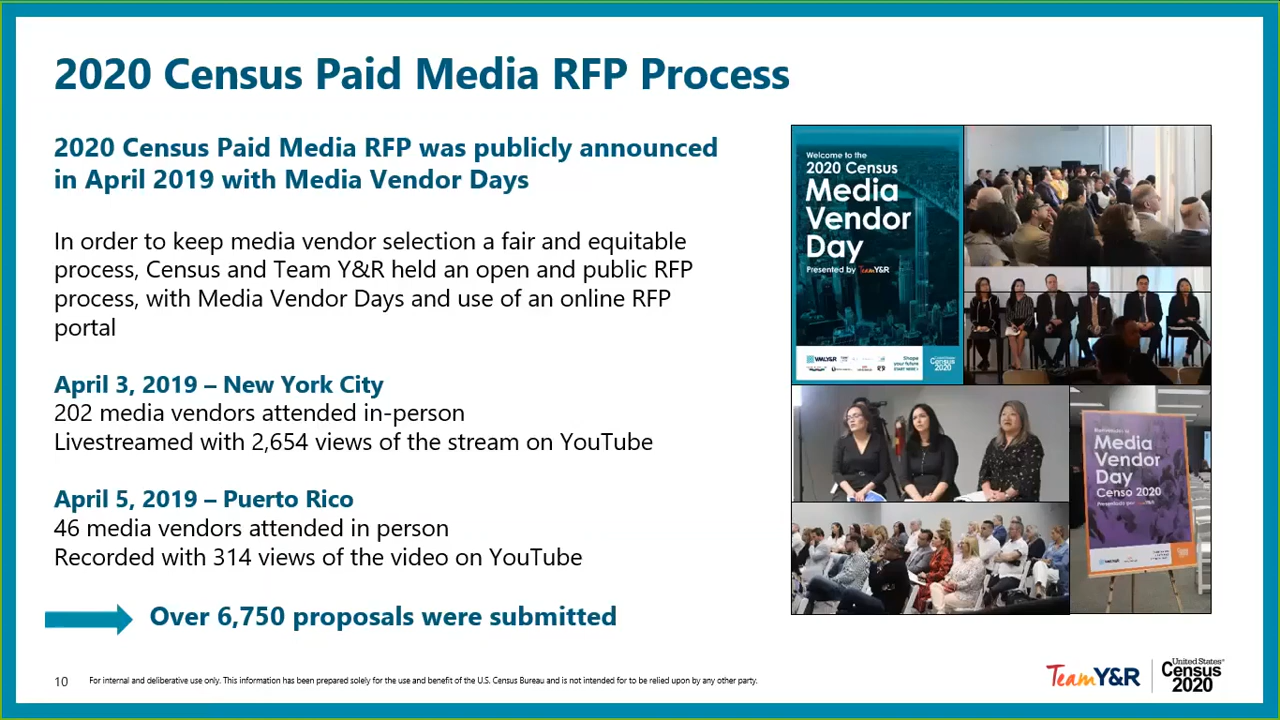 2020 Census Paid Media RFP Process
2020 Census Paid Media RFP was publicly announced
in April 2019 with Media Vendor Days
In order to keep media vendor selection a fair and equitable
process, Census and Team Y&R held an open and public RFP
process, with Media Vendor Days and use of an online RFP
portal
April 3, 2019 – New York City
202 media vendors attended in-person
Livestreamed with 2,654 views of the stream on YouTube
April 5, 2019 – Puerto Rico
46 media vendors attended in person
Recorded with 314 views of the video on YouTube
Over 6,750 proposals were submitted
Welcome to the
2020 Census
Media
Vendor
Day
Presented by TeamY&R
VMLY&R
Shape
your future
START HERE >
United States
Census
2020
Media
Vendor
Day
Censo 2020
10
For internal and deliberative use only. This information has been prepared solely for the use and benefit of the U.S. Census Bureau and is not intended for to be relied upon by any other party.
TeamY&R
United States®
Census
2020